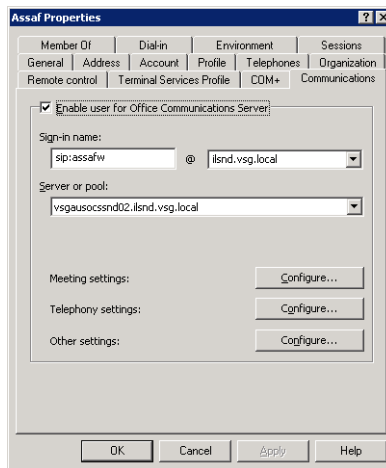 Assaf Properties
Member Of Dial-in Environment Sessions
General Address Account Profile Telephones Organization
Remote control Terminal Services Profile COM+ Communications
Enable user for Office Communications Server
Sign-in name:
sip:assafw @ ilsnd.vsg.local
Server or pool:
vsgausocssnd02.ilsnd.vsg.local
Meeting settings: Configure...
Telephony settings: Configure...
Other settings: Configure...
OK Cancel Apply Help